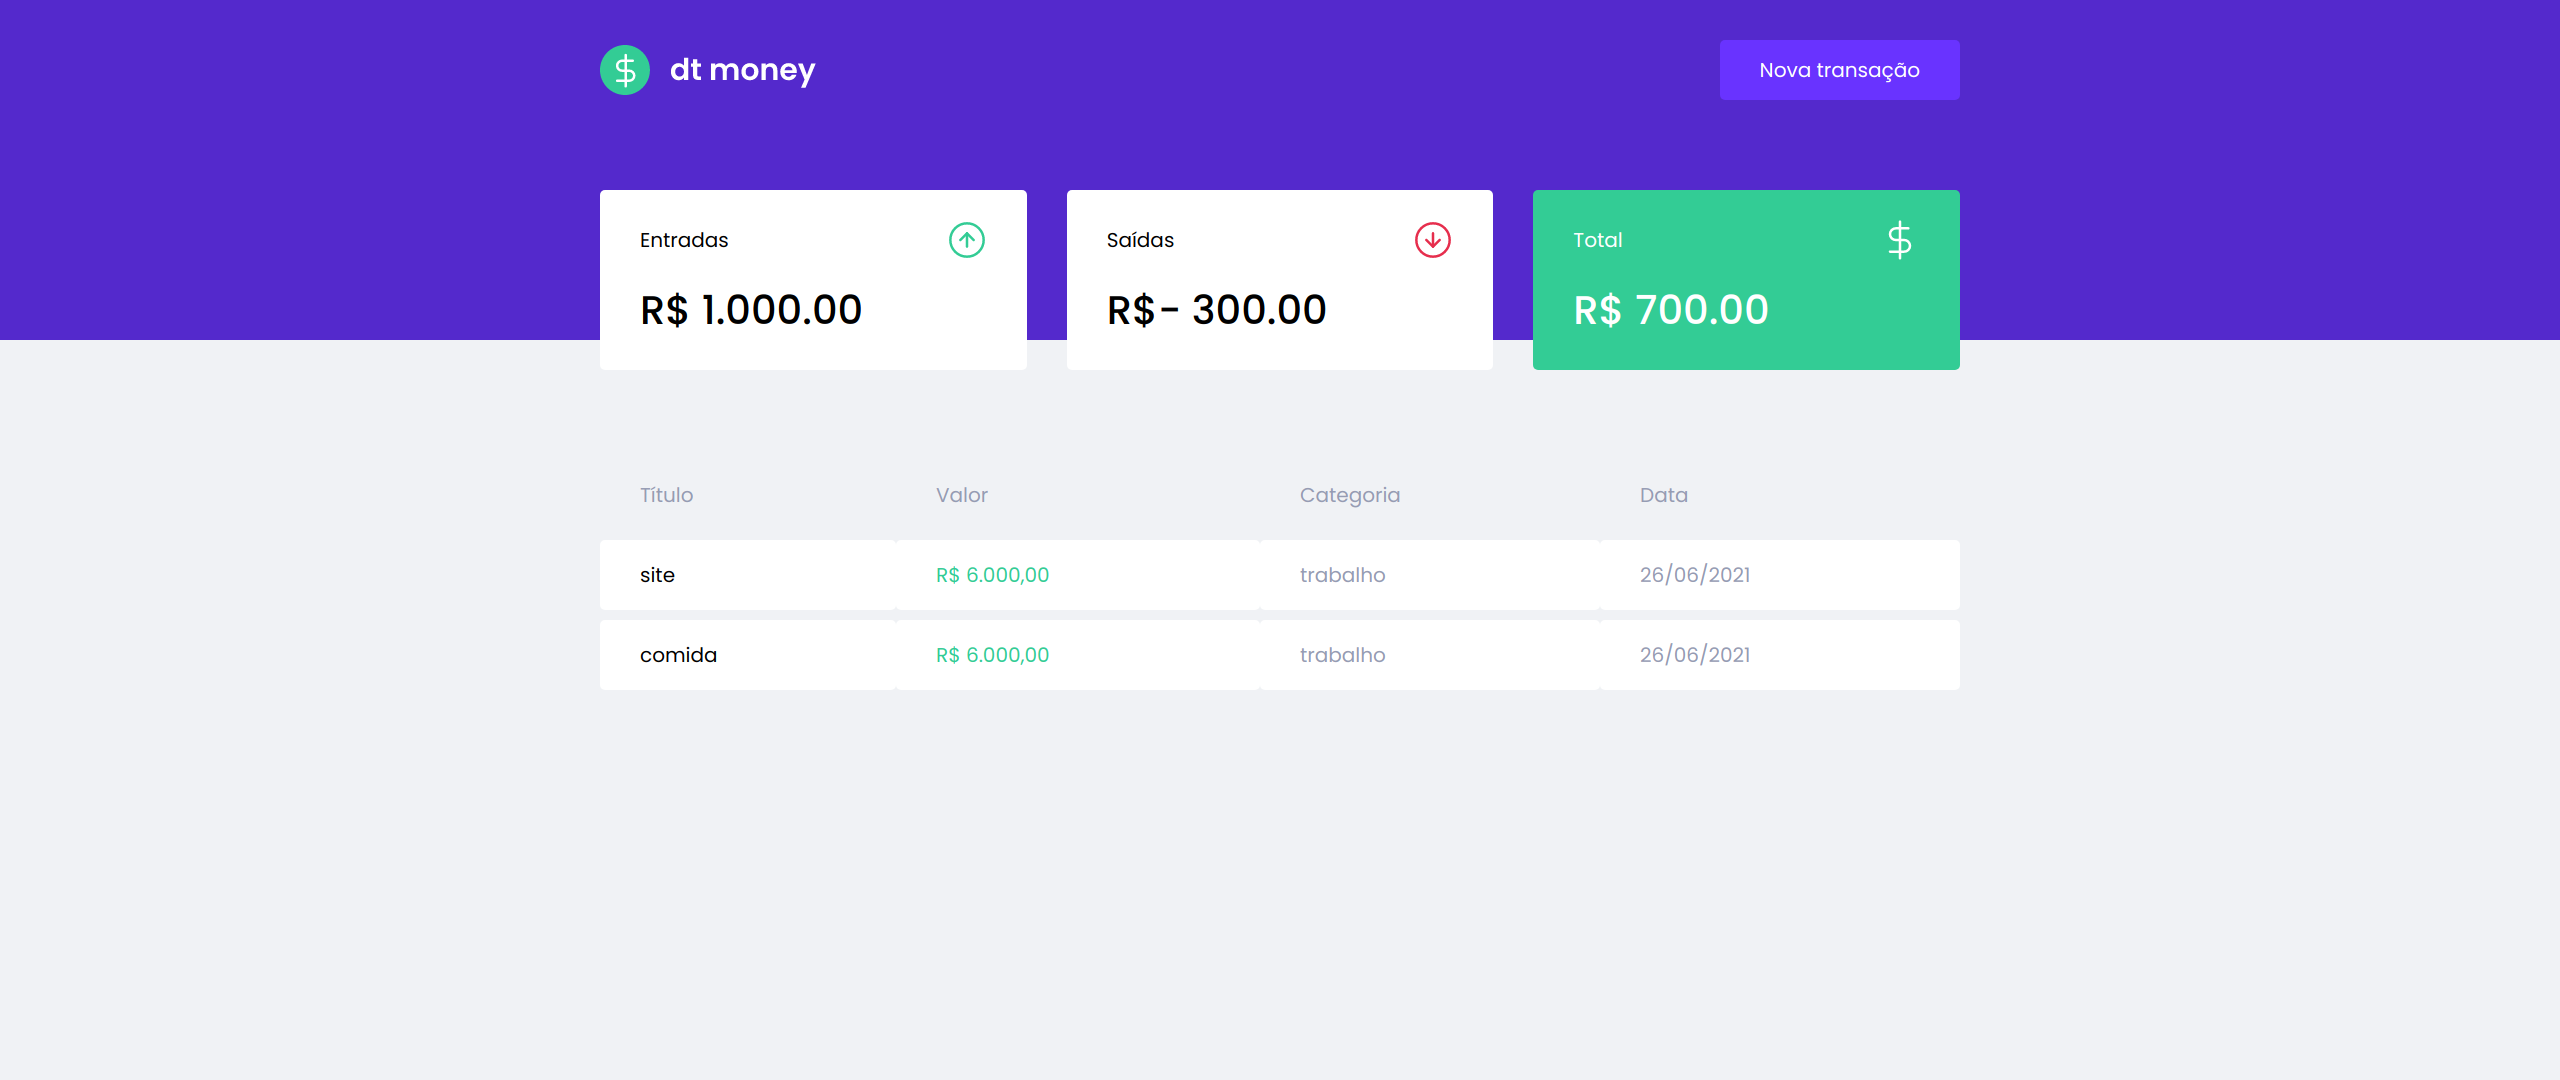 dt money
Nova transação
Entradas
R$ 1.000.00
Saídas
R$- 300.00
Total
R$ 700.00
Título Valor Categoria Data
site R$ 6.000,00 trabalho 26/06/2021
comida R$ 6.000,00 trabalho 26/06/2021